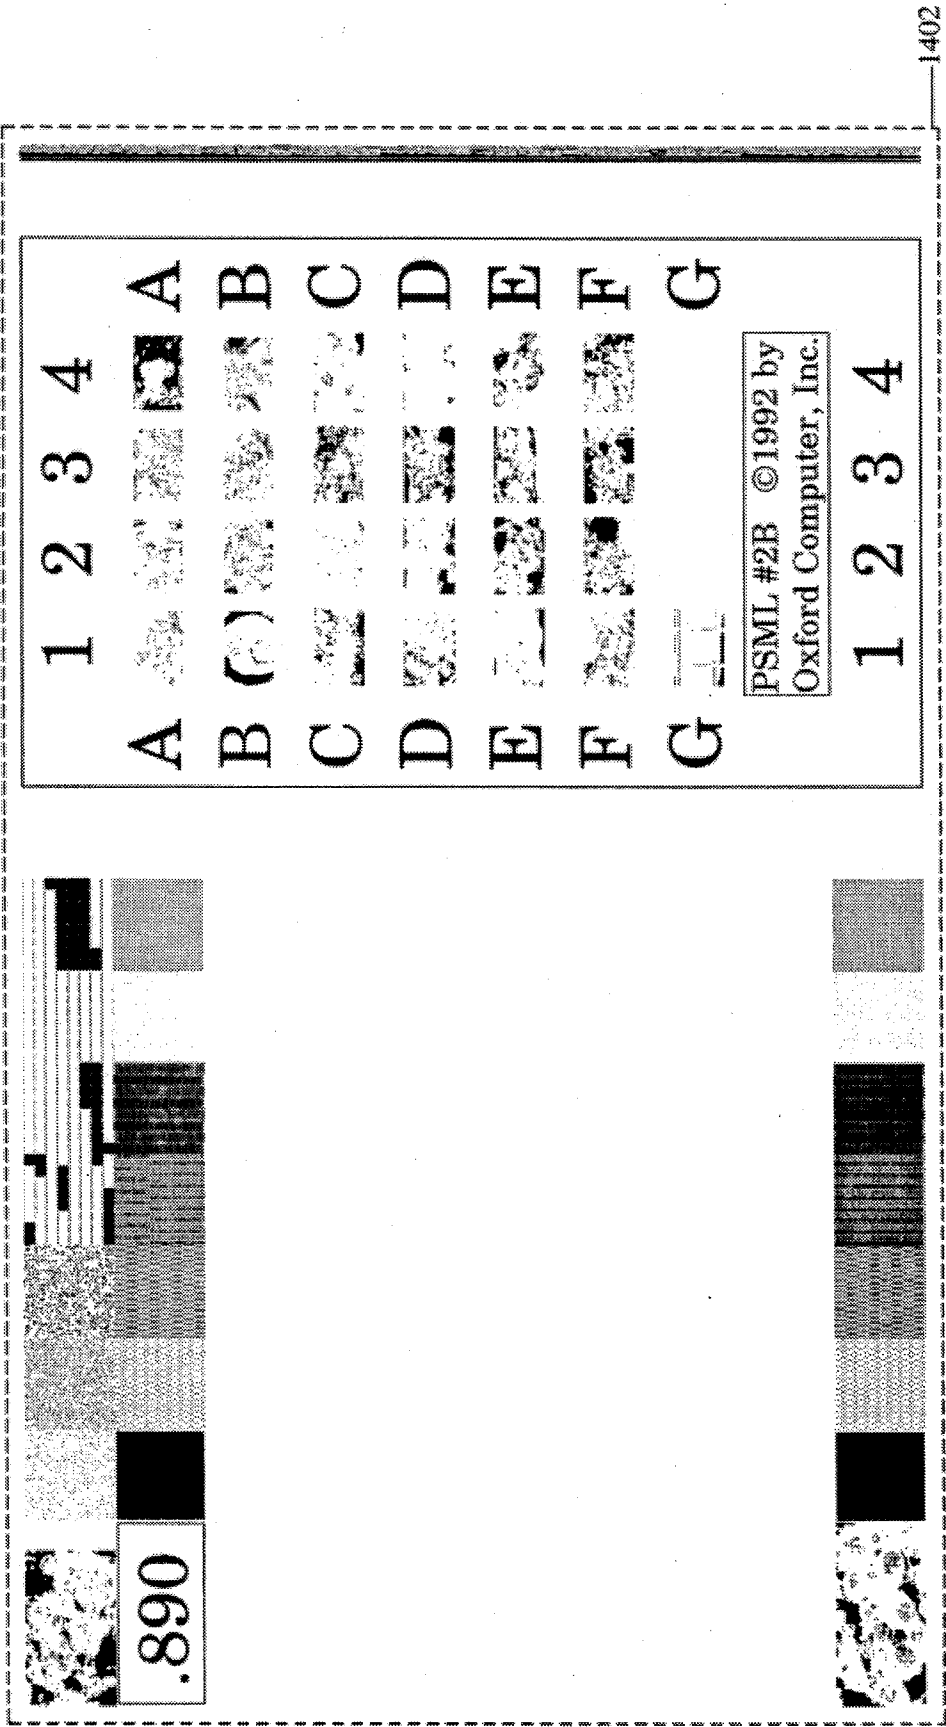 1 2 3 4
A A
.890
B B
C C
D D
E E
F F
G G
PSML #2B ©1992 by
Oxford Computer, Inc.
1 2 3 4
1402